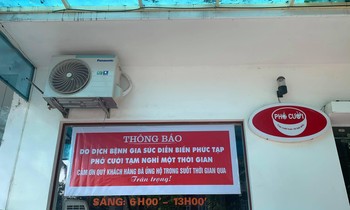 Panasonic
PHỞ CƯỜI
THÔNG BÁO
DO DỊCH BỆNH GIA SÚC DIỄN BIẾN PHỨC TẠP
PHỞ CƯỜI TẠM NGHỈ MỘT THỜI GIAN
CẢM ƠN QUÝ KHÁCH HÀNG ĐÃ ỦNG HỘ TRONG SUỐT THỜI GIAN QUA
Trân trọng!
SÁNG: 6H00' - 13H00'